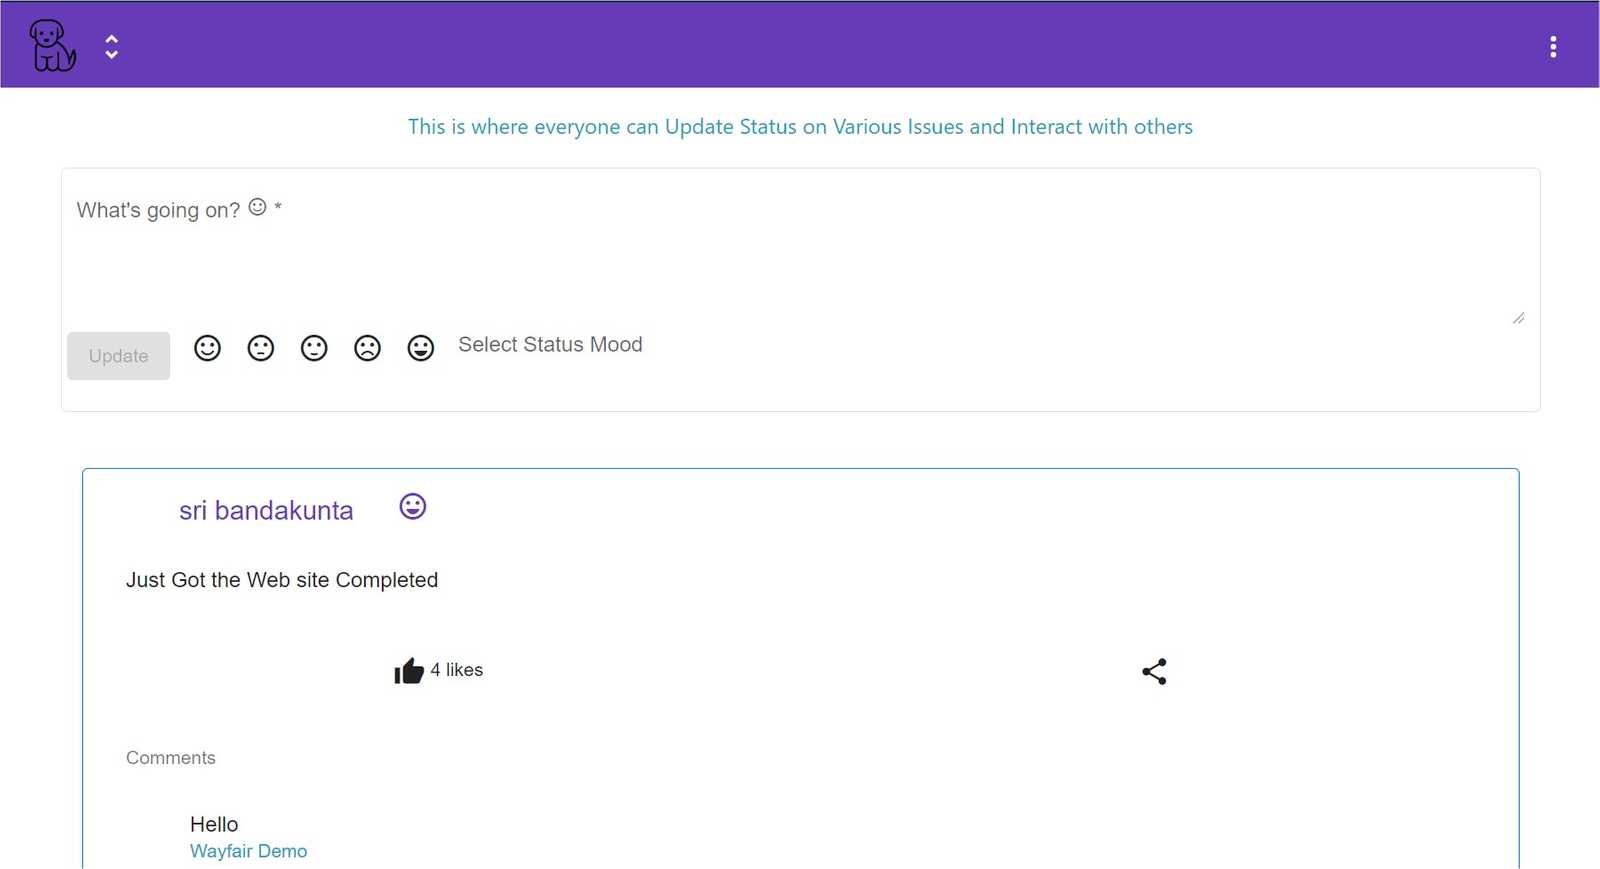 This is where everyone can Update Status on Various Issues and Interact with others
What's going on? ☺ *
Update
Select Status Mood
sri bandakunta
Just Got the Web site Completed
4 likes
Comments
Hello
Wayfair Demo